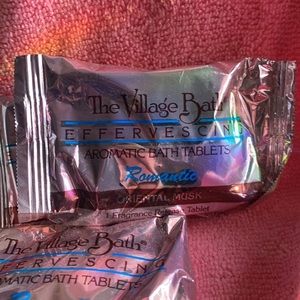 The Village Bath®
EFFERVESCING
AROMATIC BATH TABLETS
Romantic
ORIENTAL MUSK
1 Fragrance Tablet
The Village Bath®
EFFERVESCING
AROMATIC BATH TABLETS